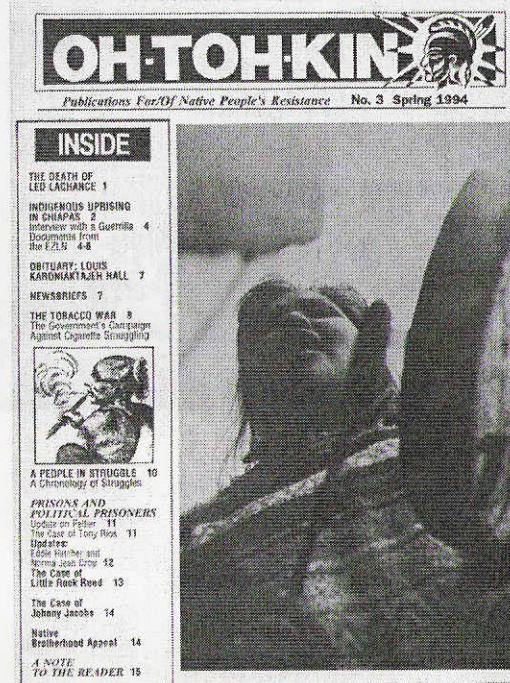 OH-TOH-KIN
Publications For/Of Native People's Resistance No. 3 Spring 1994
INSIDE
THE DEATH OF
LEO LACHANCE 1
INDIGENOUS UPRISING
IN CHIAPAS 2
Interview with a Guerrilla 4
Documents from
the EZLN 4-6
OBITUARY: LOUIS
KARONIAKTAJEH HALL 7
NEWSBRIEFS 7
THE TOBACCO WAR 8
The Government's Campaign
Against Cigarette Smuggling
A PEOPLE IN STRUGGLE 10
A Chronology of Struggles
PRISONS AND
POLITICAL PRISONERS
Update on Peltier 11
The Case of Tony Rios 11
Updates:
Eddie Hatcher and
Norma Jean Croy 12
The Case of
Little Rock Reed 13
The Case of
Johnny Jacobs 14
Native
Brotherhood Appeal 14
A NOTE
TO THE READER 15